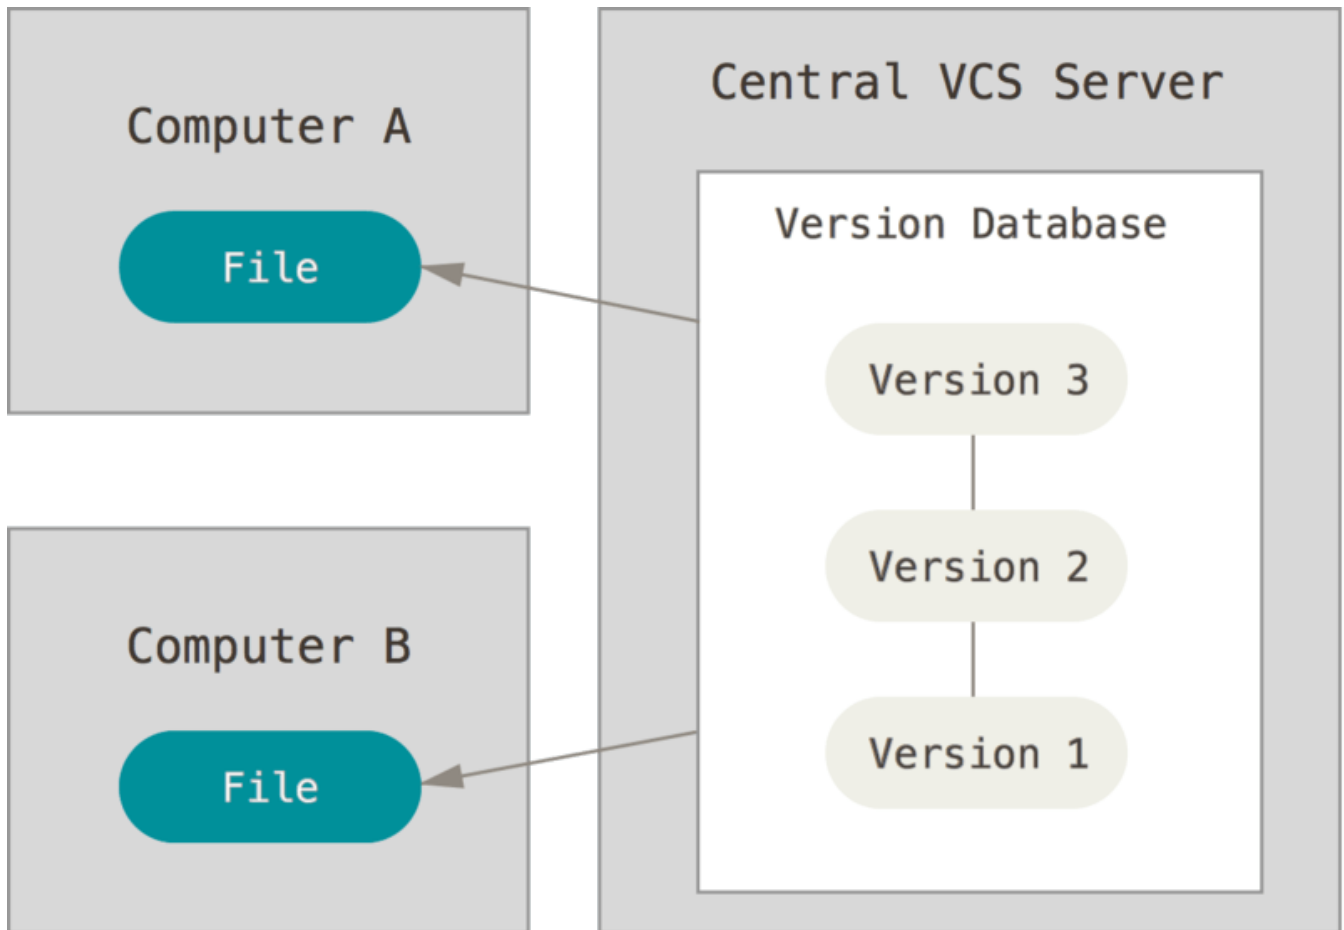 Computer A
File
Computer B
File
Central VCS Server
Version Database
Version 3
Version 2
Version 1